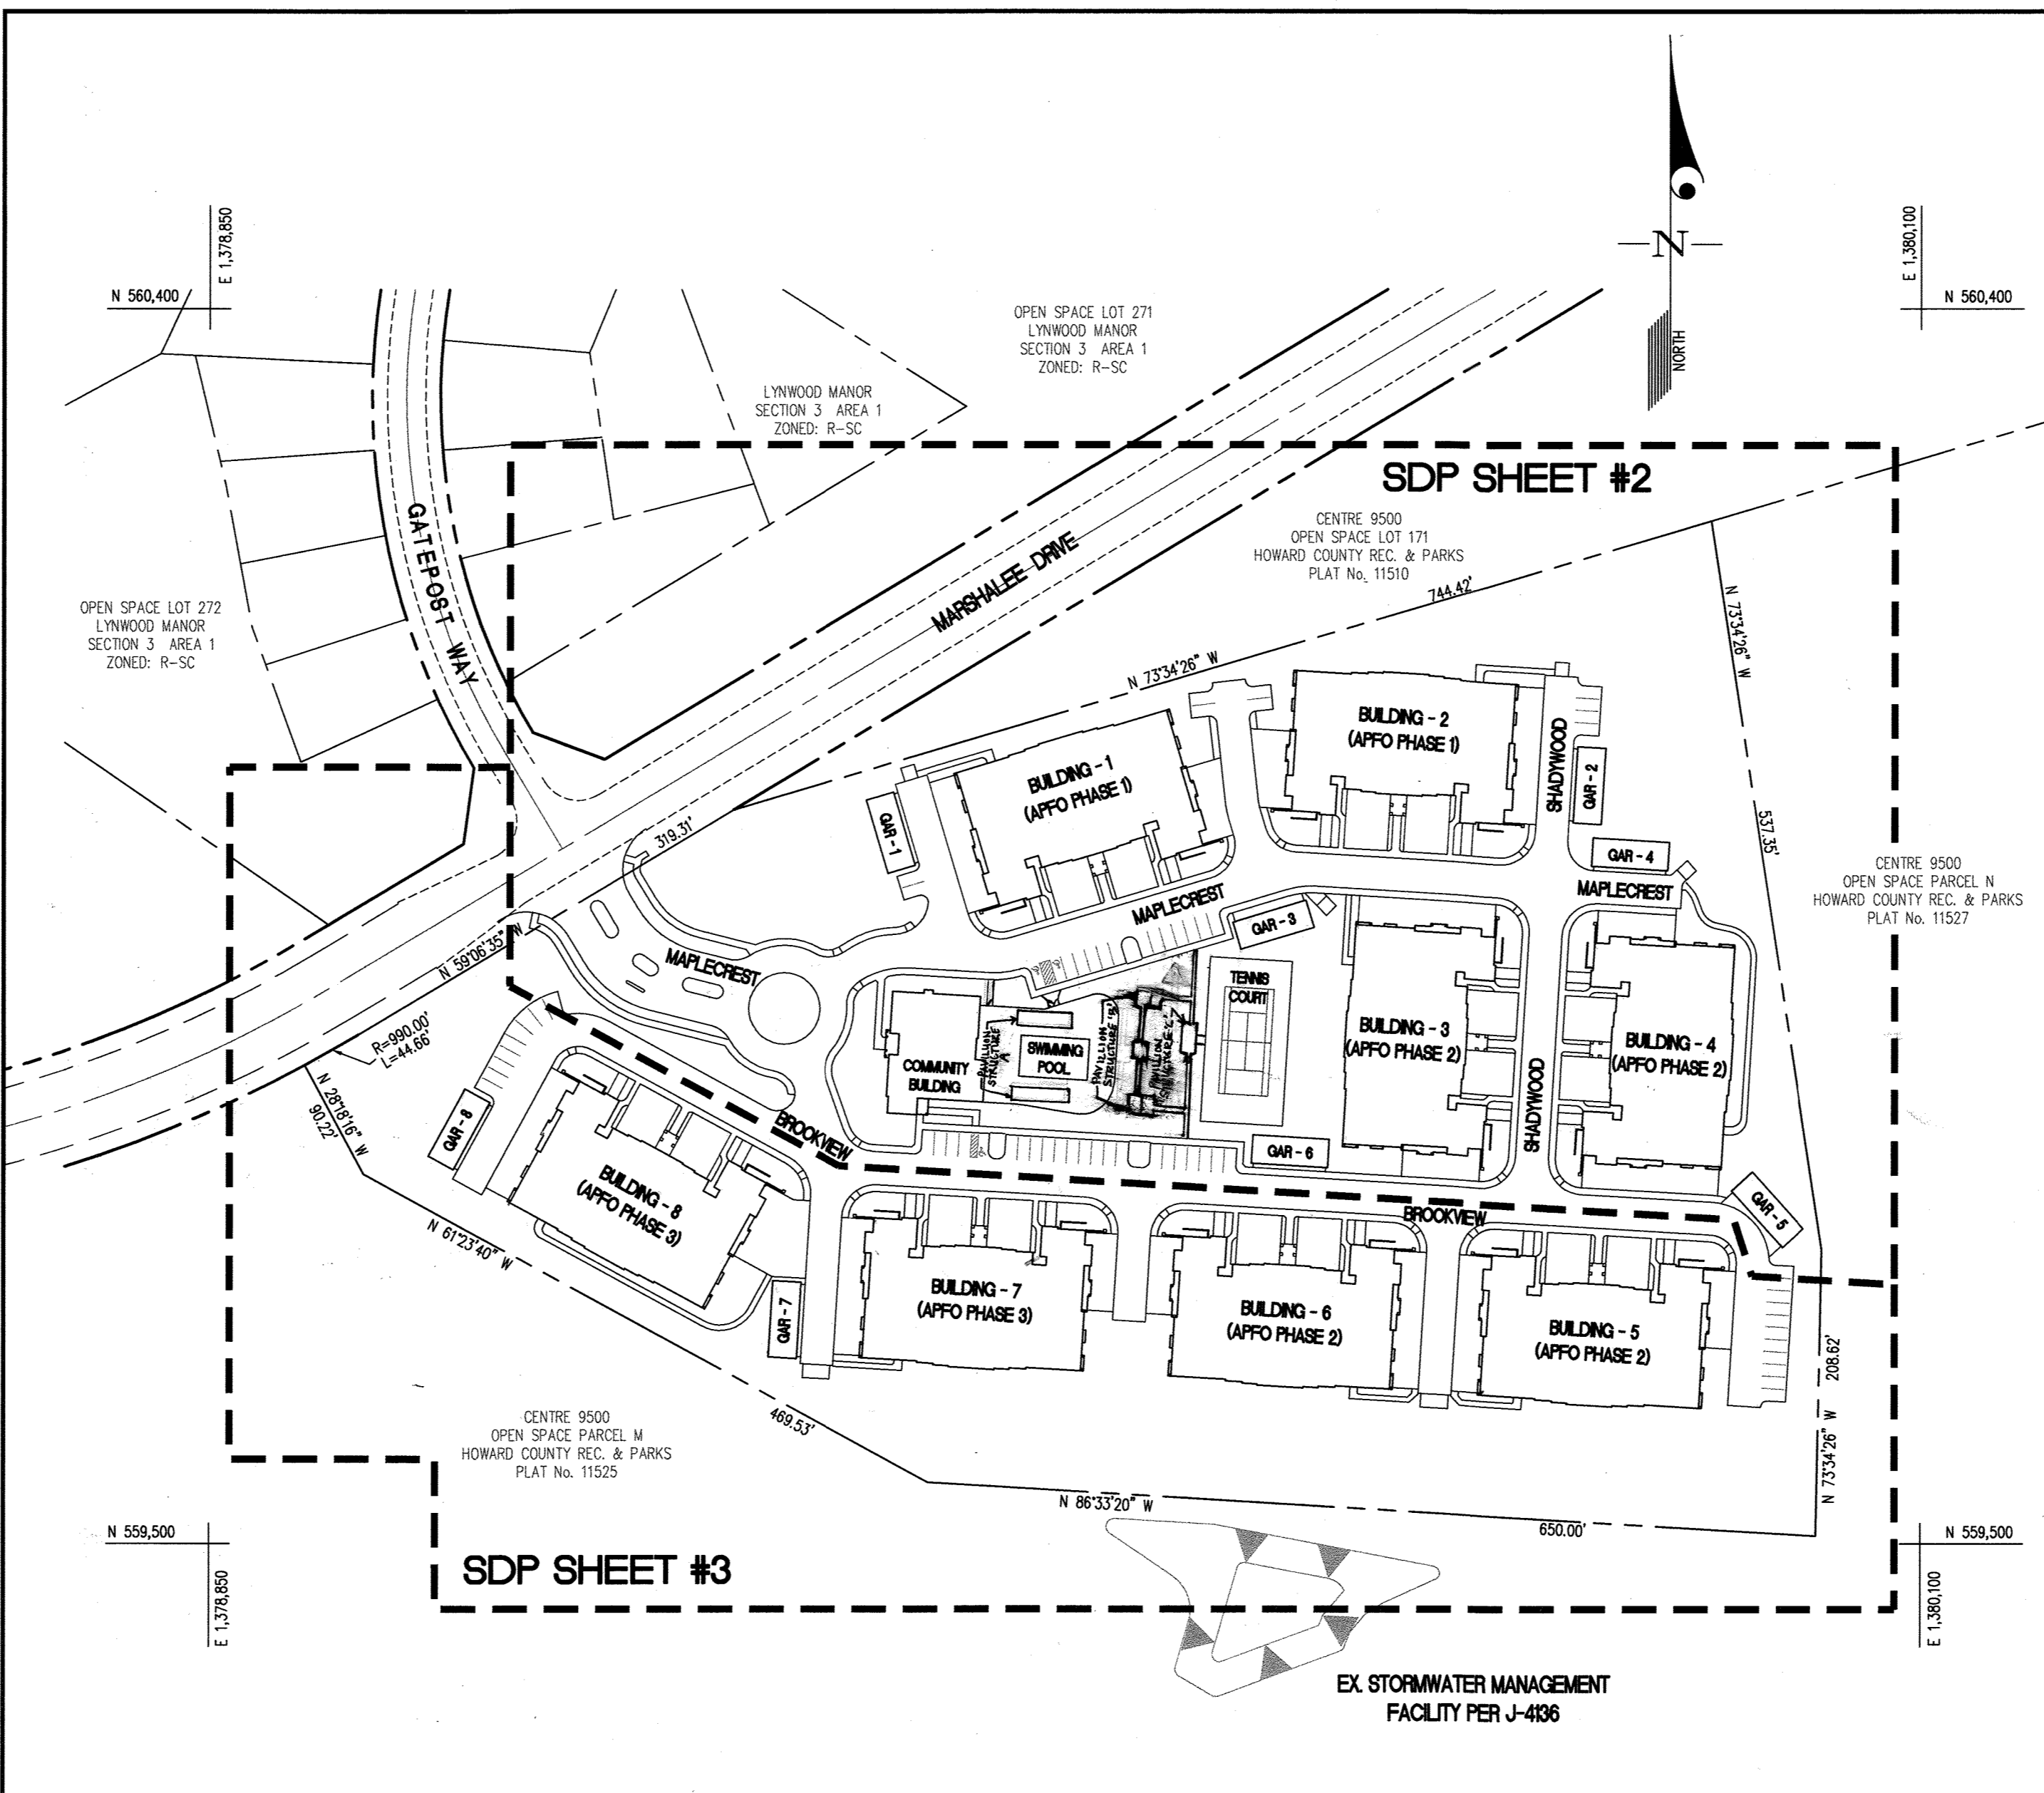 E 1,378,850
N 560,400
E 1,380,100
N 560,400
N
NORTH
OPEN SPACE LOT 271
LYNWOOD MANOR
SECTION 3 AREA 1
ZONED: R-SC
LYNWOOD MANOR
SECTION 3 AREA 1
ZONED: R-SC
SDP SHEET #2
CENTRE 9500
OPEN SPACE LOT 171
HOWARD COUNTY REC. & PARKS
PLAT No. 11510
GATEPOST WAY
MARSHALEE DRIVE
744.42'
N 73°34'26" W
N 73°34'26" W
537.35'
OPEN SPACE LOT 272
LYNWOOD MANOR
SECTION 3 AREA 1
ZONED: R-SC
BUILDING - 2
(APFO PHASE 1)
SHADYWOOD
GAR - 2
BUILDING - 1
(APFO PHASE 1)
GAR - 1
319.31'
GAR - 4
MAPLECREST
MAPLECREST
GAR - 3
CENTRE 9500
OPEN SPACE PARCEL N
HOWARD COUNTY REC. & PARKS
PLAT No. 11527
N 59°06'35" W
MAPLECREST
TENNIS
COURT
R=990.00'
L=44.66'
COMMUNITY
BUILDING
PAVILLION
STRUCTURE
'A'
SWIMMING
POOL
PAVILLION
STRUCTURE 'B'
PAVILLION
STRUCTURE 'C'
BUILDING - 3
(APFO PHASE 2)
BUILDING - 4
(APFO PHASE 2)
SHADYWOOD
N 28°18'16" W
90.22'
GAR - 8
BROOKVIEW
GAR - 6
BUILDING - 8
(APFO PHASE 3)
BROOKVIEW
GAR - 5
N 61°23'40" W
GAR - 7
BUILDING - 7
(APFO PHASE 3)
BUILDING - 6
(APFO PHASE 2)
BUILDING - 5
(APFO PHASE 2)
N 73°34'26" W 208.62'
469.53'
CENTRE 9500
OPEN SPACE PARCEL M
HOWARD COUNTY REC. & PARKS
PLAT No. 11525
N 86°33'20" W
650.00'
N 559,500
E 1,378,850
SDP SHEET #3
N 559,500
E 1,380,100
EX. STORMWATER MANAGEMENT
FACILITY PER J-4136